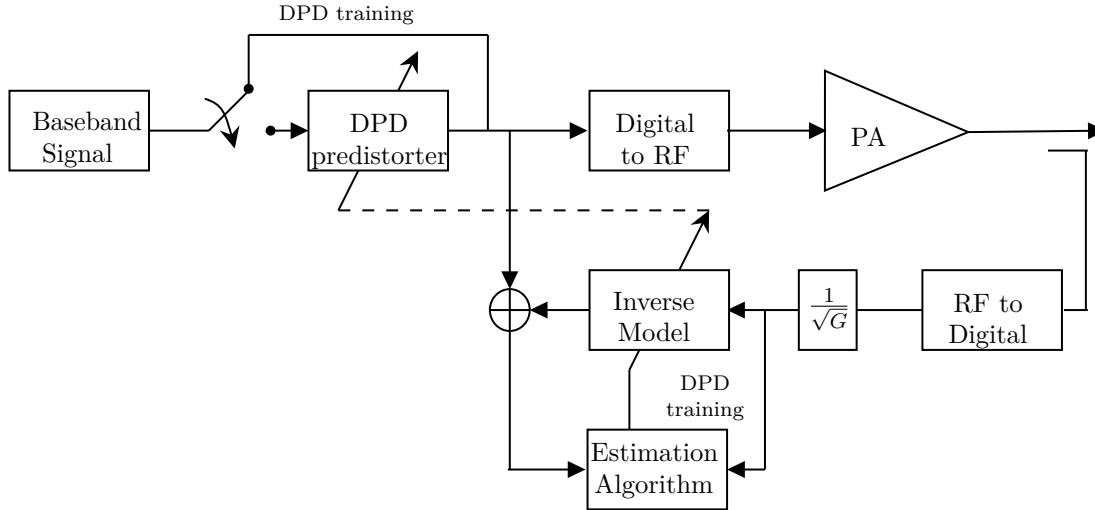 DPD training
Baseband
Signal
DPD
predistorter
Digital
to RF
PA
Inverse
Model
1
√G
RF to
Digital
DPD
training
Estimation
Algorithm